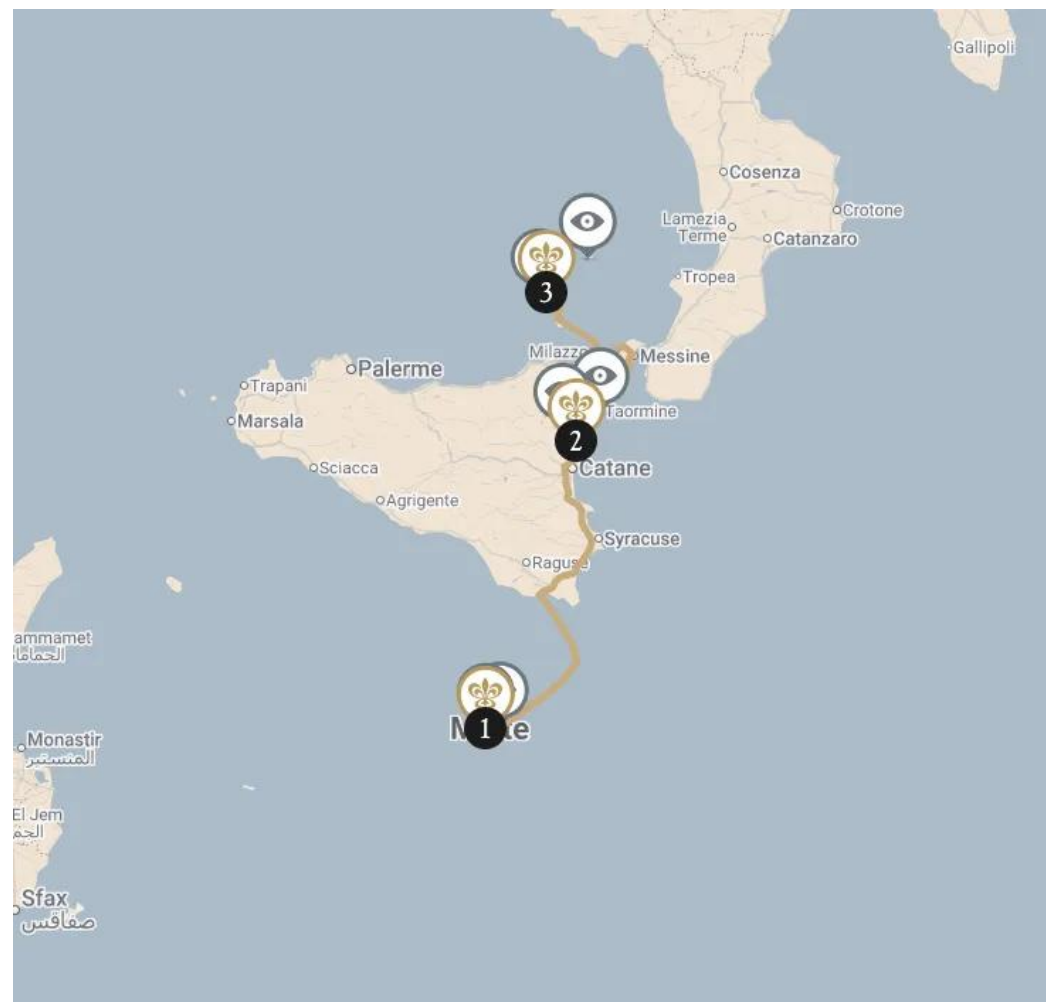 Gallipoli
Cosenza
Crotone
Lamezia
Terme
Catanzaro
Tropea
3
Milazzo
Messine
Palerme
Trapani
Taormine
Marsala
2
Catane
Sciacca
Agrigente
Syracuse
Raguse
ammamet
الحمامات
1
Monastir
المنستير
El Jem
الجم
Sfax
صفاقس